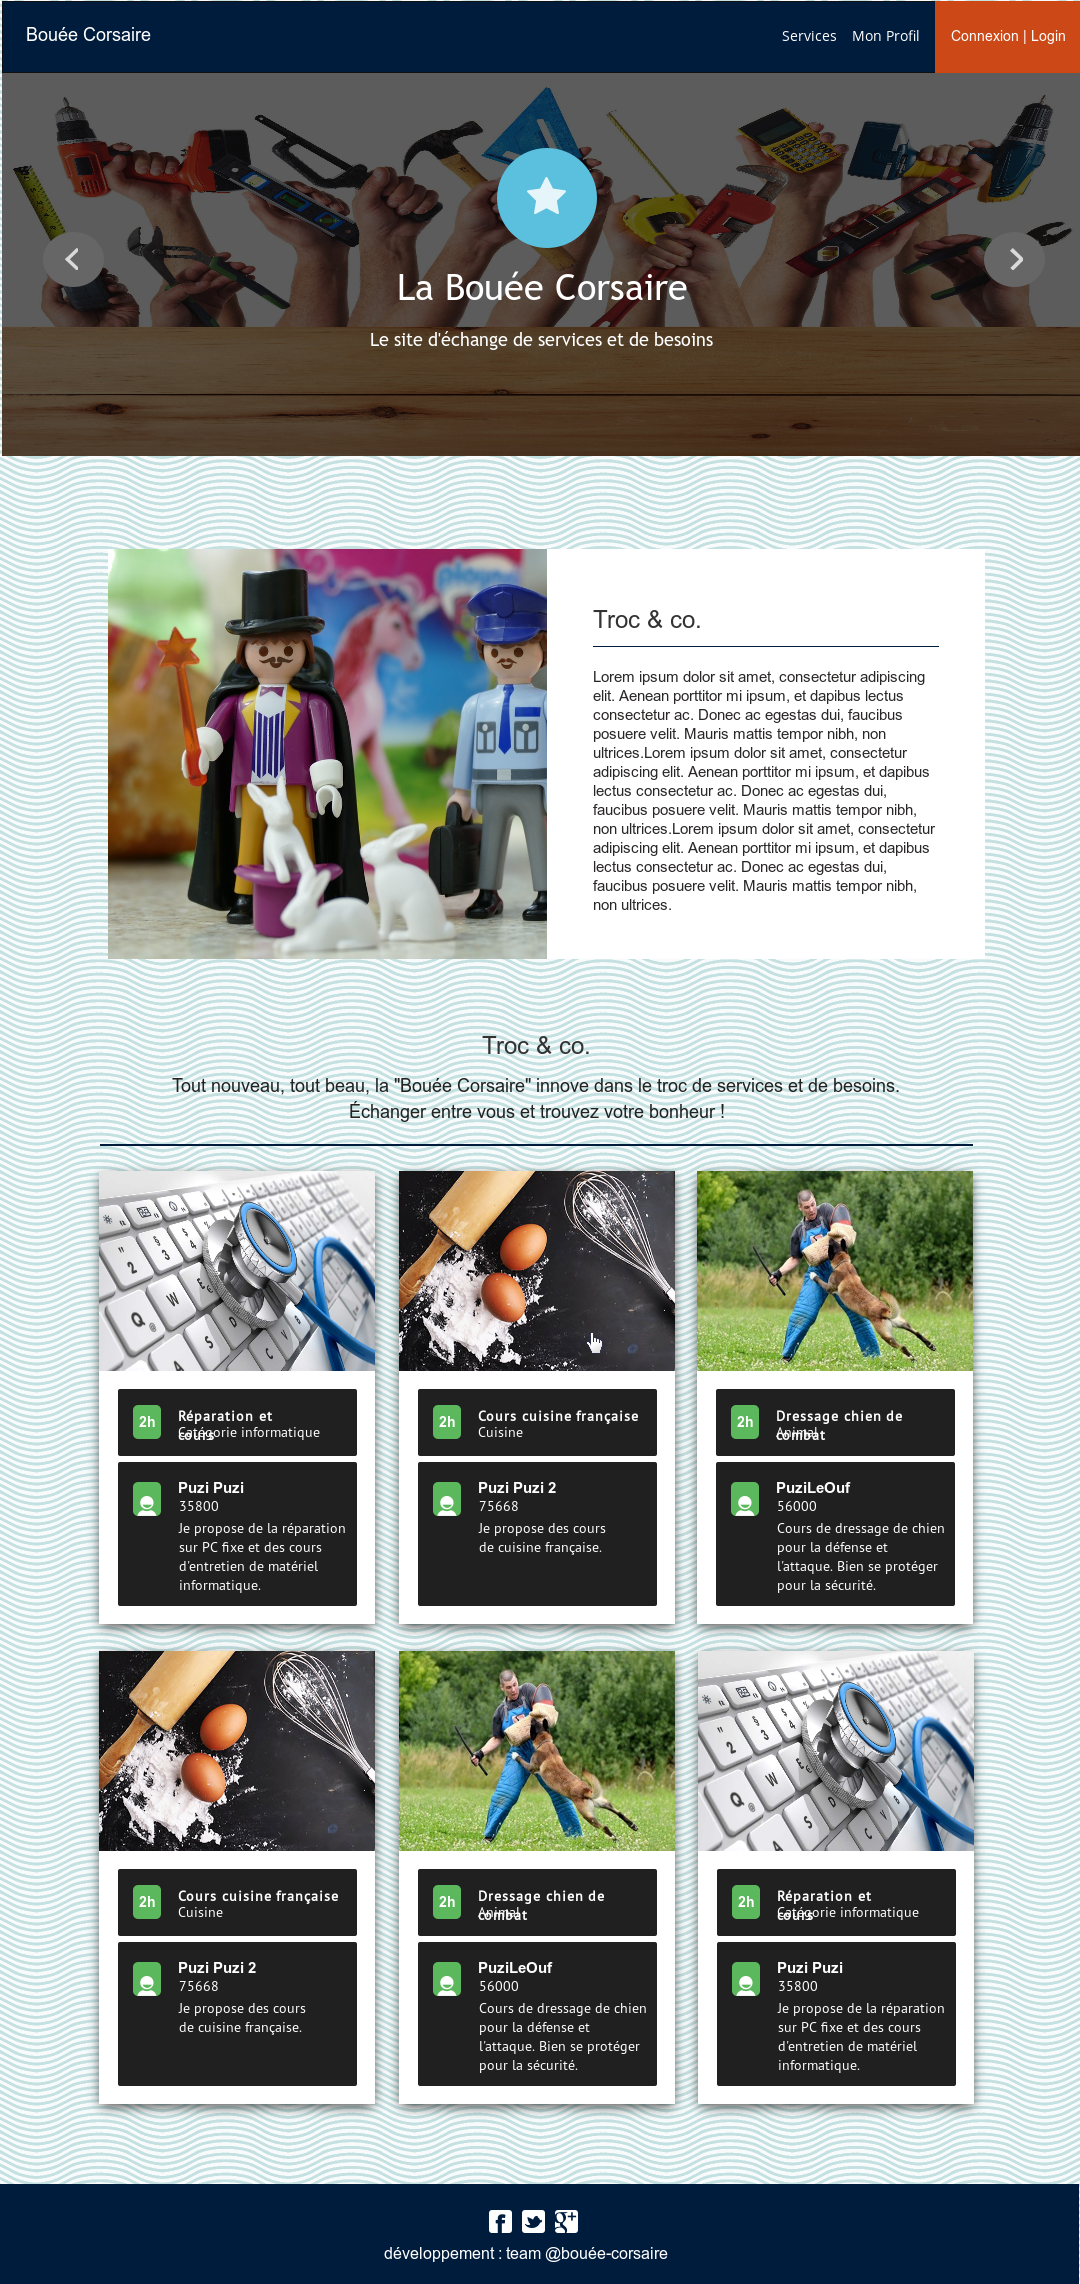 Bouée Corsaire
Services Mon Profil Connexion | Login
La Bouée Corsaire
Le site d'échange de services et de besoins
Troc & co.
Lorem ipsum dolor sit amet, consectetur adipiscing
elit. Aenean porttitor mi ipsum, et dapibus lectus
consectetur ac. Donec ac egestas dui, faucibus
posuere velit. Mauris mattis tempor nibh, non
ultrices.Lorem ipsum dolor sit amet, consectetur
adipiscing elit. Aenean porttitor mi ipsum, et dapibus
lectus consectetur ac. Donec ac egestas dui,
faucibus posuere velit. Mauris mattis tempor nibh,
non ultrices.Lorem ipsum dolor sit amet, consectetur
adipiscing elit. Aenean porttitor mi ipsum, et dapibus
lectus consectetur ac. Donec ac egestas dui,
faucibus posuere velit. Mauris mattis tempor nibh,
non ultrices.
Troc & co.
Tout nouveau, tout beau, la "Bouée Corsaire" innove dans le troc de services et de besoins.
Échanger entre vous et trouvez votre bonheur !
2h
Réparation et
cours
Catégorie informatique
Puzi Puzi
35800
Je propose de la réparation
sur PC fixe et des cours
d'entretien de matériel
informatique.
2h
Cours cuisine française
Cuisine
Puzi Puzi 2
75668
Je propose des cours
de cuisine française.
2h
Dressage chien de
combat
Animal
PuziLeOuf
56000
Cours de dressage de chien
pour la défense et
l'attaque. Bien se protéger
pour la sécurité.
2h
Cours cuisine française
Cuisine
Puzi Puzi 2
75668
Je propose des cours
de cuisine française.
2h
Dressage chien de
combat
Animal
PuziLeOuf
56000
Cours de dressage de chien
pour la défense et
l'attaque. Bien se protéger
pour la sécurité.
2h
Réparation et
cours
Catégorie informatique
Puzi Puzi
35800
Je propose de la réparation
sur PC fixe et des cours
d'entretien de matériel
informatique.
développement : team @bouée-corsaire